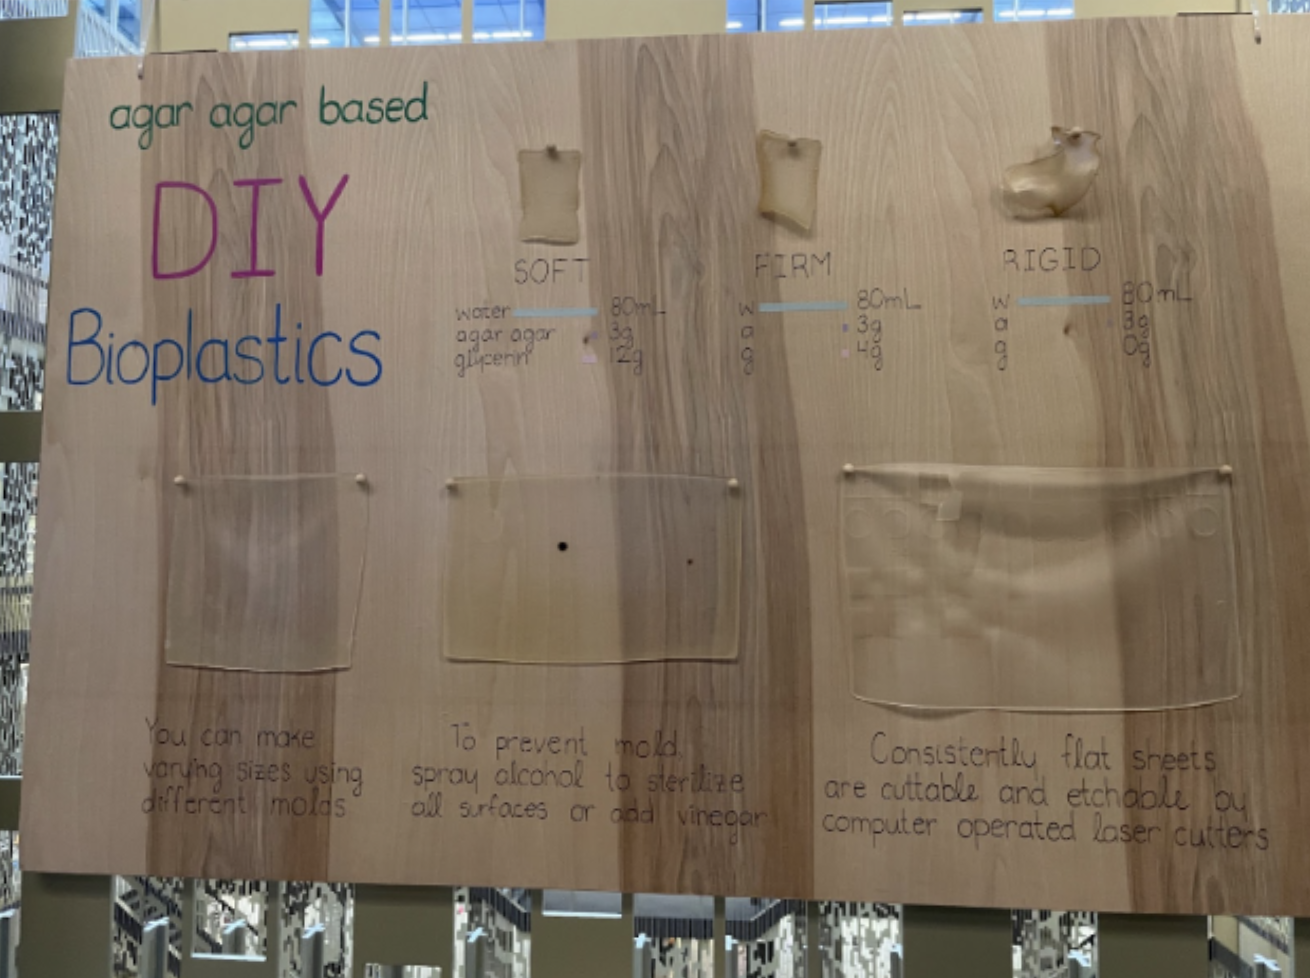 agar agar based
DIY
Bioplastics
SOFT
water 80mL
agar agar 3g
glycerin 12g
FIRM
w 80mL
a 3g
g 4g
RIGID
w 80mL
a 3g
g 0g
You can make
varying sizes using
different molds
To prevent mold,
spray alcohol to sterilize
all surfaces or add vinegar
Consistently flat sheets
are cuttable and etchable by
computer operated laser cutters